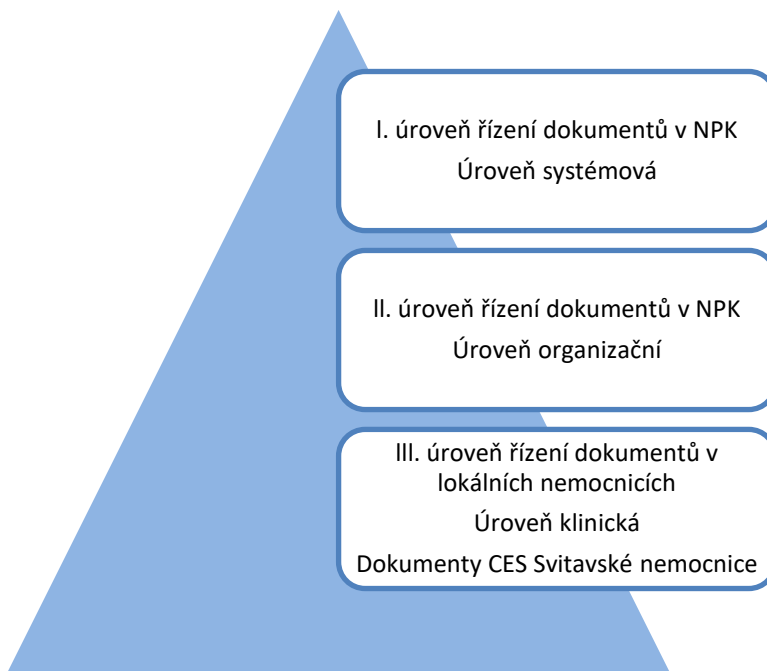 I. úroveň řízení dokumentů v NPK
Úroveň systémová
II. úroveň řízení dokumentů v NPK
Úroveň organizační
III. úroveň řízení dokumentů v
lokálních nemocnicích
Úroveň klinická
Dokumenty CES Svitavské nemocnice